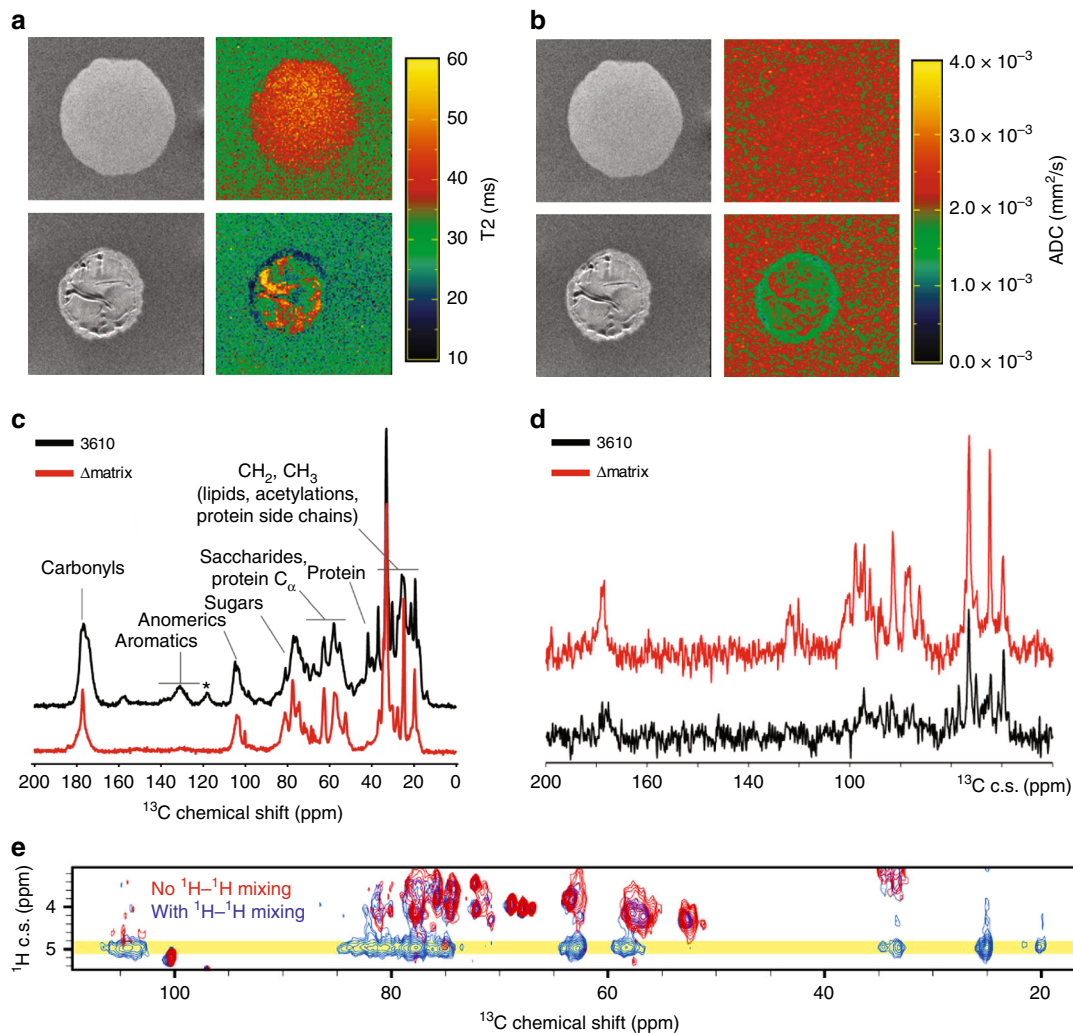 a
b
60
50
40
30
20
10
T2 (ms)
4.0 × 10⁻³
3.0 × 10⁻³
2.0 × 10⁻³
1.0 × 10⁻³
0.0 × 10⁻³
ADC (mm²/s)
c
3610
Δmatrix
CH₂, CH₃
(lipids, acetylations,
protein side chains)
Carbonyls
Saccharides,
protein Cα
Protein
Sugars
Anomerics
Aromatics
*
200 180 160 140 120 100 80 60 40 20 0
¹³C chemical shift (ppm)
d
Δmatrix
3610
200 160 140 100 ¹³C c.s. (ppm)
e
No ¹H–¹H mixing
With ¹H–¹H mixing
4
5
¹H c.s. (ppm)
100 80 60 40 20
¹³C chemical shift (ppm)